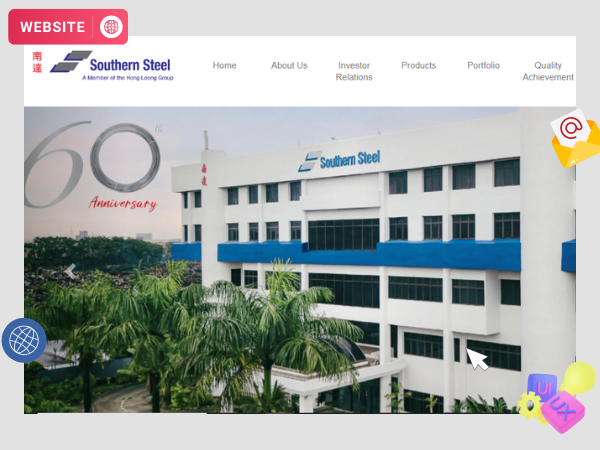 WEBSITE
南達
Southern Steel
A Member of the Hong Leong Group
Home
About Us
Investor
Relations
Products
Portfolio
Quality
Achievement
60th
Anniversary
南達
Southern Steel
UI
UX